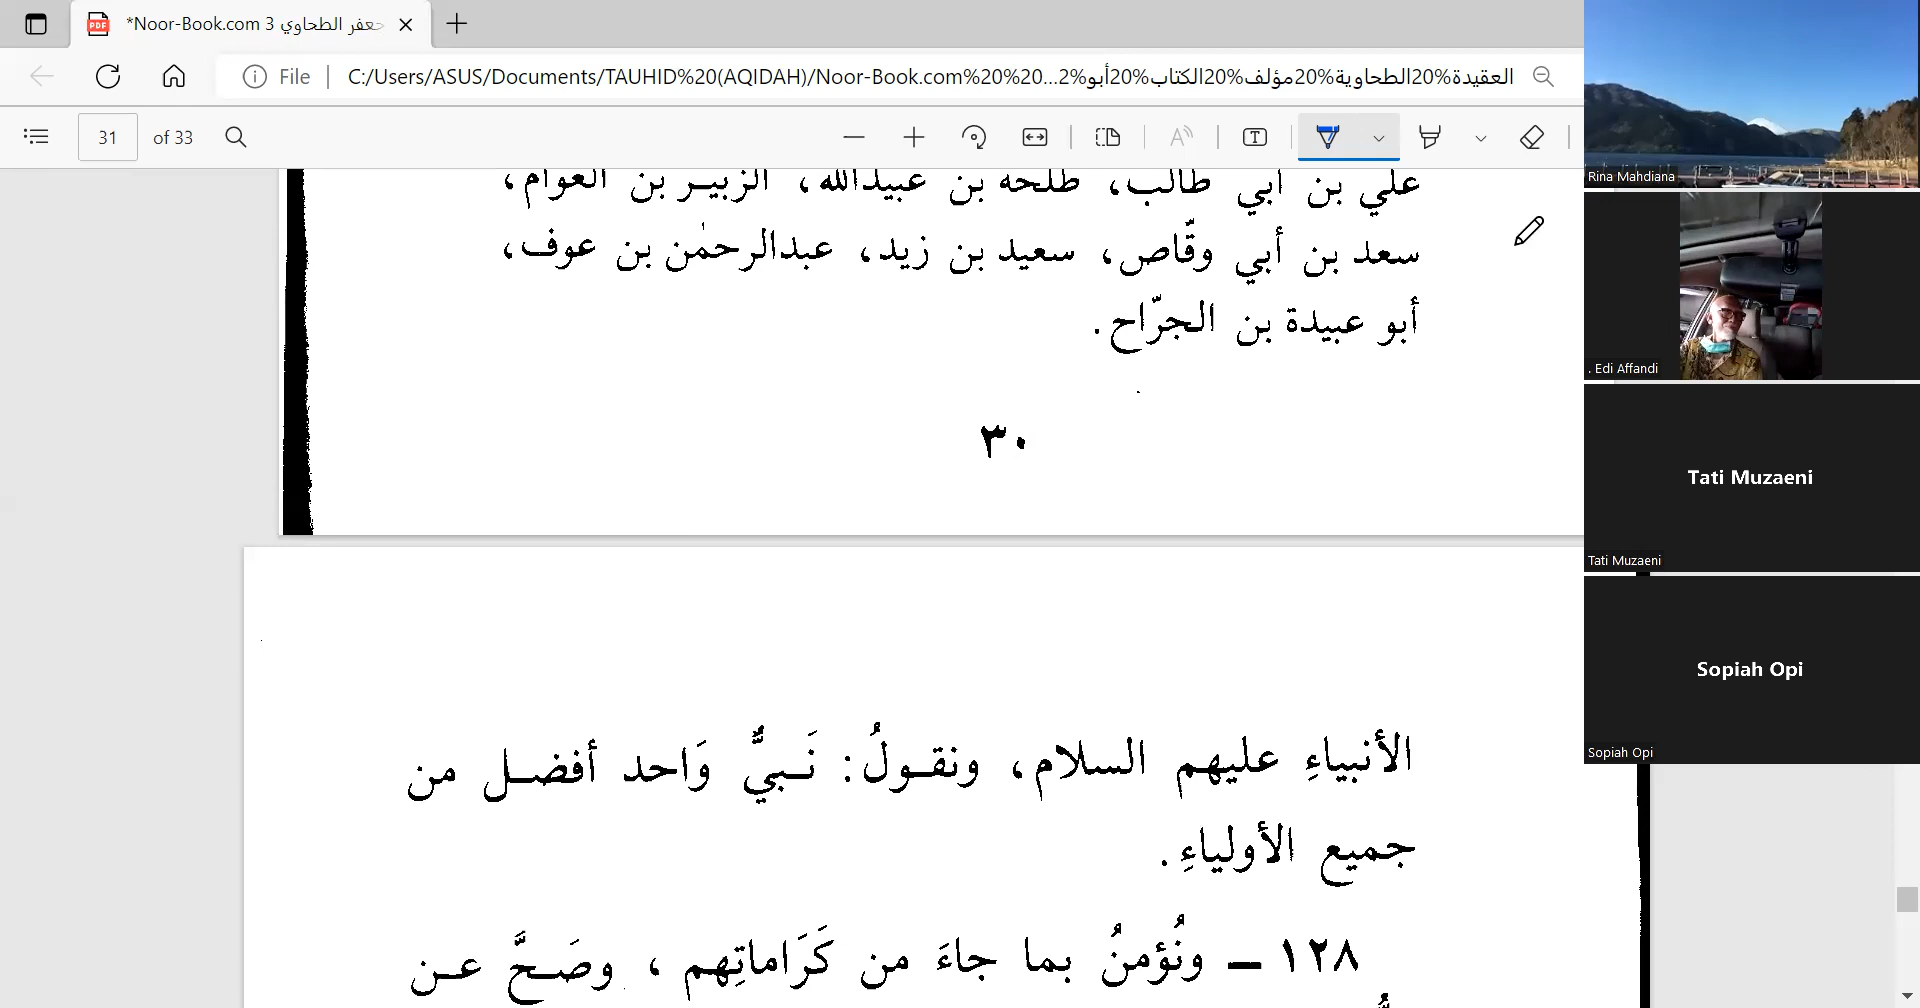 *Noor-Book.com 3 جعفر الطحاوي
File
C:/Users/ASUS/Documents/TAUHID%20(AQIDAH)/Noor-Book.com%20%20...2%العقيدة%20الطحاوية%20مؤلف%20الكتاب%20أبو
31 of 33
علي بن أبي طالب، طلحة بن عبيدالله، الزبير بن العوام،
سعد بن أبي وقّاص، سعيد بن زيد، عبدالرحمٰن بن عوف،
أبو عبيدة بن الجرّاح.
٣٠
الأنبياءِ عليهم السلام، ونقولُ: نَبيٌّ وَاحد أفضل من
جميع الأولياءِ.
١٢٨ — ونُؤمنُ بما جاءَ من كَرَاماتِهم، وصَحَّ عن
Rina Mahdiana
. Edi Affandi
Tati Muzaeni
Tati Muzaeni
Sopiah Opi
Sopiah Opi